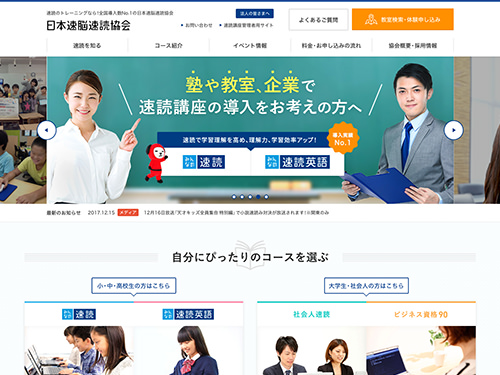 速読のトレーニングなら！全国導入数No.1の日本速脳速読協会
日本速脳速読協会
法人の皆さまへ
お問い合わせ
速読講座管理者用サイト
よくあるご質問
教室検索・体験申し込み
速読を知る
コース紹介
イベント情報
料金・お申し込みの流れ
協会概要・採用情報
塾や教室、企業で
速読講座の導入をお考えの方へ
速読で学習理解を高め、理解力、学習効率アップ!
導入実績
No.1
みんなの速読
みんなの速読英語
最新のお知らせ 2017.12.15 メディア 12月16日放送「天才キッズ全員集合 特別編」で小説速読み対決が放送されます!※関東のみ
自分にぴったりのコースを選ぶ
小・中・高校生の方はこちら
大学生・社会人の方はこちら
みんなの速読
みんなの速読英語
社会人速読
ビジネス資格90